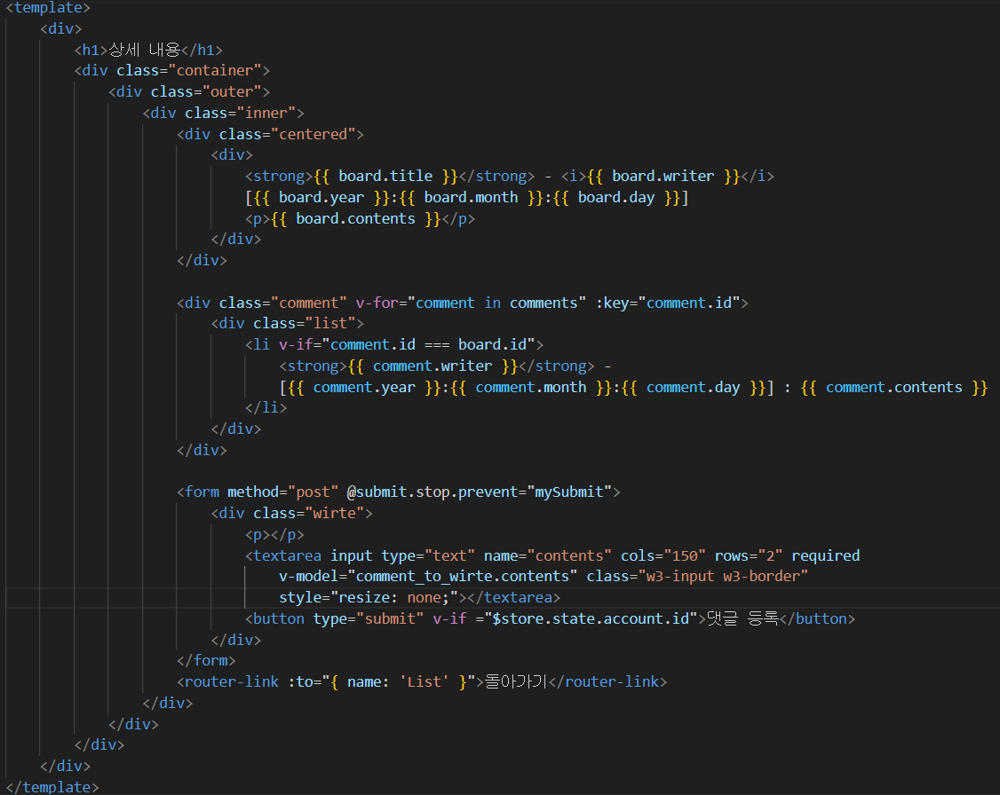 <template>
    <div>
        <h1>상세 내용</h1>
        <div class="container">
            <div class="outer">
                <div class="inner">
                    <div class="centered">
                        <div>
                            <strong>{{ board.title }}</strong> - <i>{{ board.writer }}</i>
                            [{{ board.year }}:{{ board.month }}:{{ board.day }}]
                            <p>{{ board.contents }}</p>
                        </div>
                    </div>

                    <div class="comment" v-for="comment in comments" :key="comment.id">
                        <div class="list">
                            <li v-if="comment.id === board.id">
                                <strong>{{ comment.writer }}</strong> -
                                [{{ comment.year }}:{{ comment.month }}:{{ comment.day }}] : {{ comment.contents }}
                            </li>
                        </div>
                    </div>

                    <form method="post" @submit.stop.prevent="mySubmit">
                        <div class="wirte">
                            <p></p>
                            <textarea input type="text" name="contents" cols="150" rows="2" required
                                v-model="comment_to_wirte.contents" class="w3-input w3-border"
                                style="resize: none;"></textarea>
                            <button type="submit" v-if ="$store.state.account.id">댓글 등록</button>
                        </div>
                    </form>
                    <router-link :to="{ name: 'List' }">돌아가기</router-link>
                </div>
            </div>
        </div>
    </div>
</template>